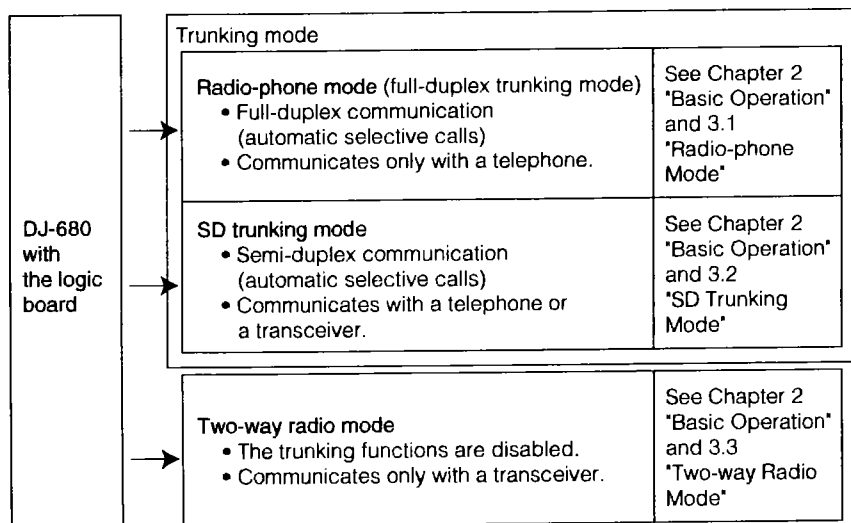 DJ-680
with
the logic
board
Trunking mode
Radio-phone mode (full-duplex trunking mode)
• Full-duplex communication
(automatic selective calls)
• Communicates only with a telephone.
See Chapter 2
"Basic Operation"
and 3.1
"Radio-phone
Mode"
SD trunking mode
• Semi-duplex communication
(automatic selective calls)
• Communicates with a telephone or
a transceiver.
See Chapter 2
"Basic Operation"
and 3.2
"SD Trunking
Mode"
Two-way radio mode
• The trunking functions are disabled.
• Communicates only with a transceiver.
See Chapter 2
"Basic Operation"
and 3.3
"Two-way Radio
Mode"